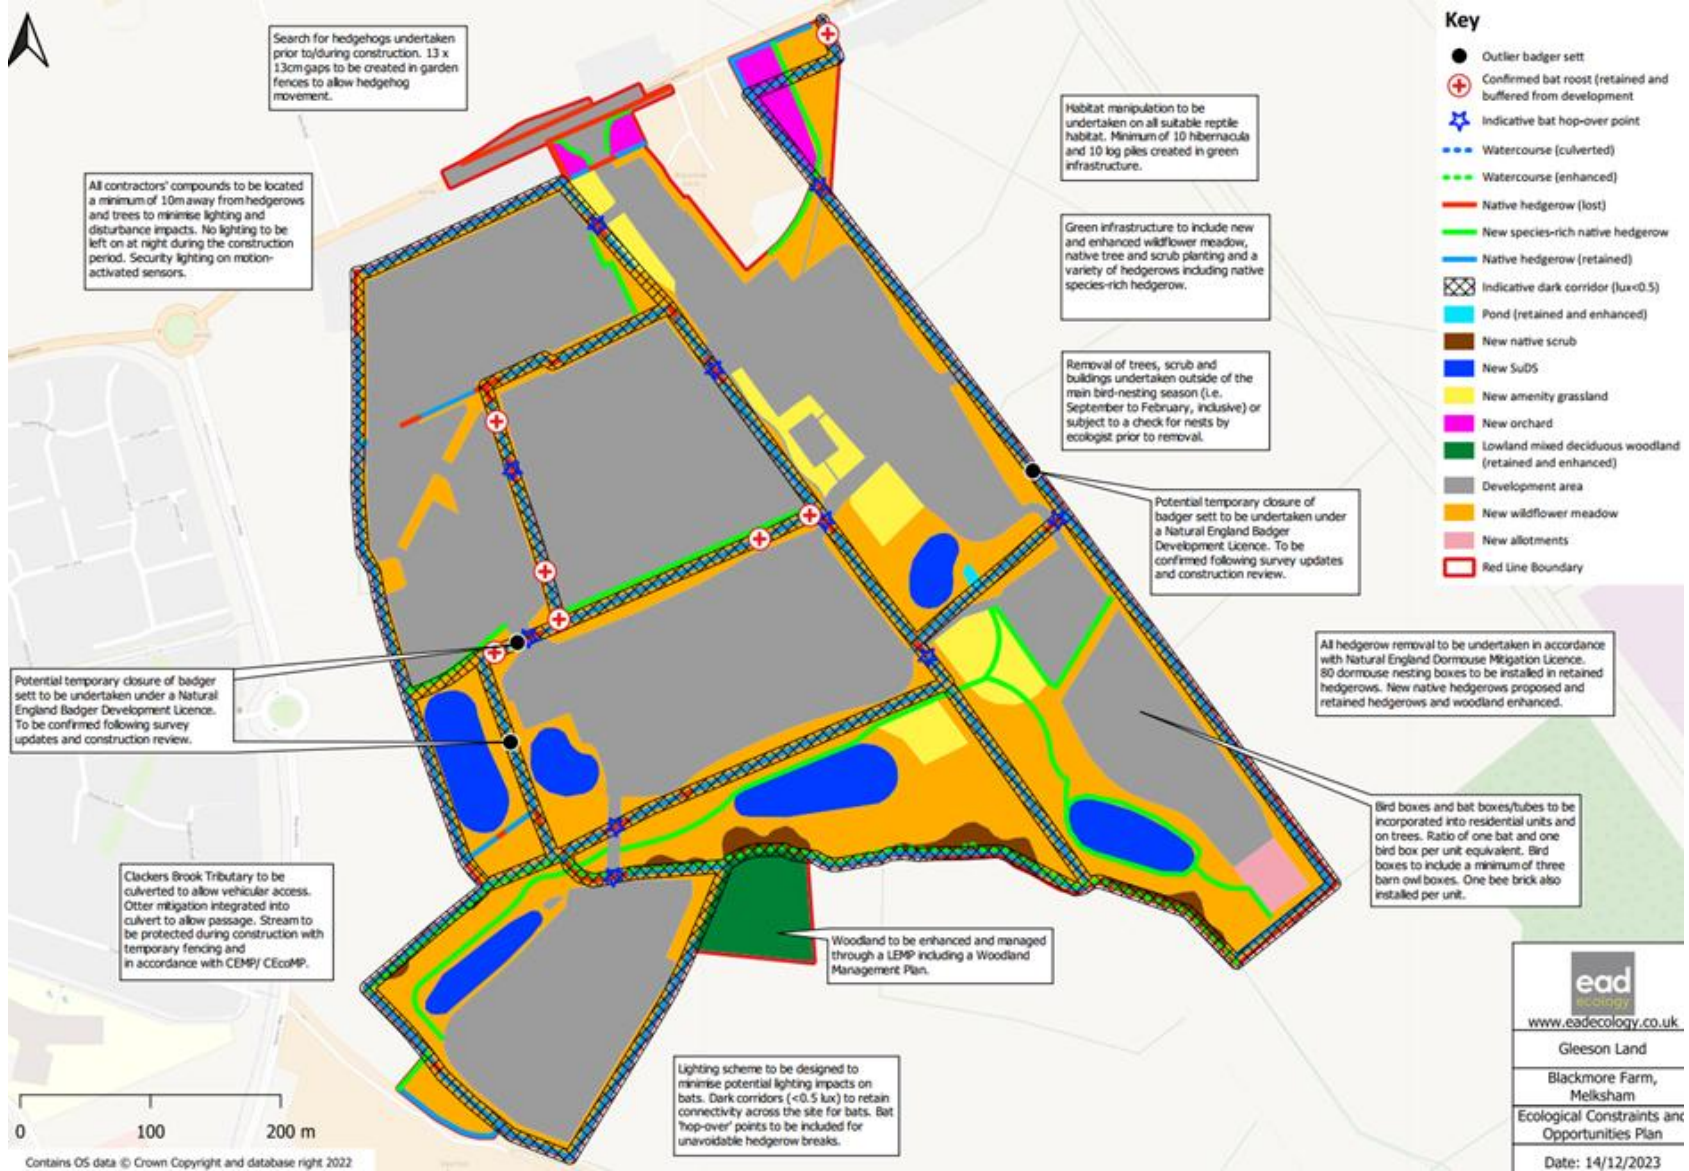 Search for hedgehogs undertaken
prior to/during construction. 13 x
13cm gaps to be created in garden
fences to allow hedgehog
movement.
All contractors' compounds to be located
a minimum of 10m away from hedgerows
and trees to minimise lighting and
disturbance impacts. No lighting to be
left on at night during the construction
period. Security lighting on motion-
activated sensors.
Habitat manipulation to be
undertaken on all suitable reptile
habitat. Minimum of 10 hibernacula
and 10 log piles created in green
infrastructure.
Green infrastructure to include new
and enhanced wildflower meadow,
native tree and scrub planting and a
variety of hedgerows including native
species-rich hedgerow.
Removal of trees, scrub and
buildings undertaken outside of the
main bird-nesting season (i.e.
September to February, inclusive) or
subject to a check for nests by
ecologist prior to removal.
Potential temporary closure of
badger sett to be undertaken under
a Natural England Badger
Development Licence. To be
confirmed following survey updates
and construction review.
All hedgerow removal to be undertaken in accordance
with Natural England Dormouse Mitigation Licence.
80 dormouse nesting boxes to be installed in retained
hedgerows. New native hedgerows proposed and
retained hedgerows and woodland enhanced.
Potential temporary closure of badger
sett to be undertaken under a Natural
England Badger Development Licence.
To be confirmed following survey
updates and construction review.
Bird boxes and bat boxes/tubes to be
incorporated into residential units and
on trees. Ratio of one bat and one
bird box per unit equivalent. Bird
boxes to include a minimum of three
barn owl boxes. One bee brick also
installed per unit.
Clackers Brook Tributary to be
culverted to allow vehicular access.
Otter mitigation integrated into
culvert to allow passage. Stream to
be protected during construction with
temporary fencing and
in accordance with CEMP/ CEcoMP.
Woodland to be enhanced and managed
through a LEMP including a Woodland
Management Plan.
Lighting scheme to be designed to
minimise potential lighting impacts on
bats. Dark corridors (<0.5 lux) to retain
connectivity across the site for bats. Bat
'hop-over' points to be included for
unavoidable hedgerow breaks.
Key
Outlier badger sett
Confirmed bat roost (retained and
buffered from development
Indicative bat hop-over point
Watercourse (culverted)
Watercourse (enhanced)
Native hedgerow (lost)
New species-rich native hedgerow
Native hedgerow (retained)
Indicative dark corridor (lux<0.5)
Pond (retained and enhanced)
New native scrub
New SuDS
New amenity grassland
New orchard
Lowland mixed deciduous woodland
(retained and enhanced)
Development area
New wildflower meadow
New allotments
Red Line Boundary
ead
ecology
www.eadecology.co.uk
Gleeson Land
Blackmore Farm,
Melksham
Ecological Constraints and
Opportunities Plan
Date: 14/12/2023
0 100 200 m
Contains OS data © Crown Copyright and database right 2022